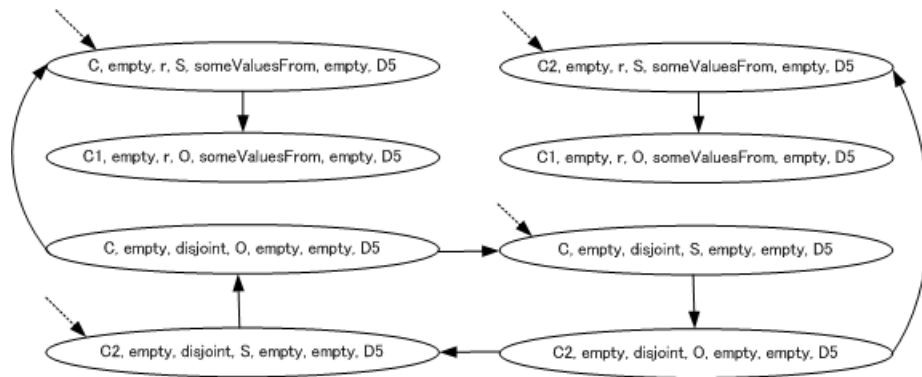 C, empty, r, S, someValuesFrom, empty, D5
C2, empty, r, S, someValuesFrom, empty, D5
C1, empty, r, O, someValuesFrom, empty, D5
C1, empty, r, O, someValuesFrom, empty, D5
C, empty, disjoint, O, empty, empty, D5
C, empty, disjoint, S, empty, empty, D5
C2, empty, disjoint, S, empty, empty, D5
C2, empty, disjoint, O, empty, empty, D5